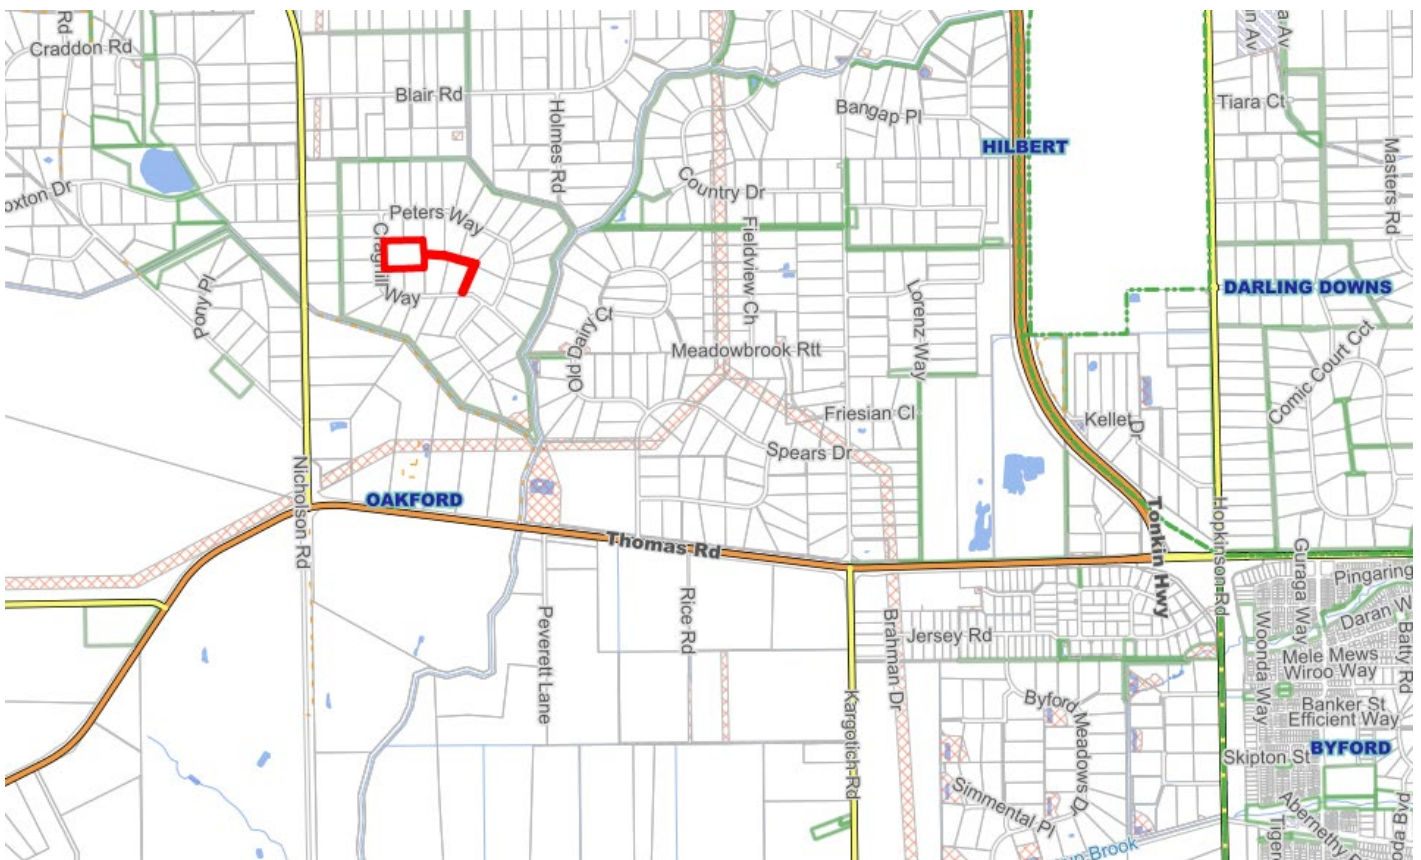 Rd
Craddon Rd
Blair Rd
Holmes Rd
Bangap Pl
Tiara Ct
HILBERT
Masters Rd
Country Dr
Peters Way
Craghill
Way
Fieldview Ch
Pony Pl
Lorenz Way
DARLING DOWNS
Old
Dairy Ct
Meadowbrook Rtt
Comic Court Cct
Friesian Cl
Kellet Dr
Spears Dr
Nicholson Rd
OAKFORD
Thomas Rd
Tonkin Hwy
Hopkinson Rd
Guraga Way
Pingaring
Daran W
Batty Rd
Peverett Lane
Rice Rd
Brahman Dr
Jersey Rd
Woonda Way
Mele Mews
Wiroo Way
Banker St
Efficient Way
Kargotich Rd
Byford Meadows Dr
Skipton St
BYFORD
Simmental Pl
Abernethy
Brook